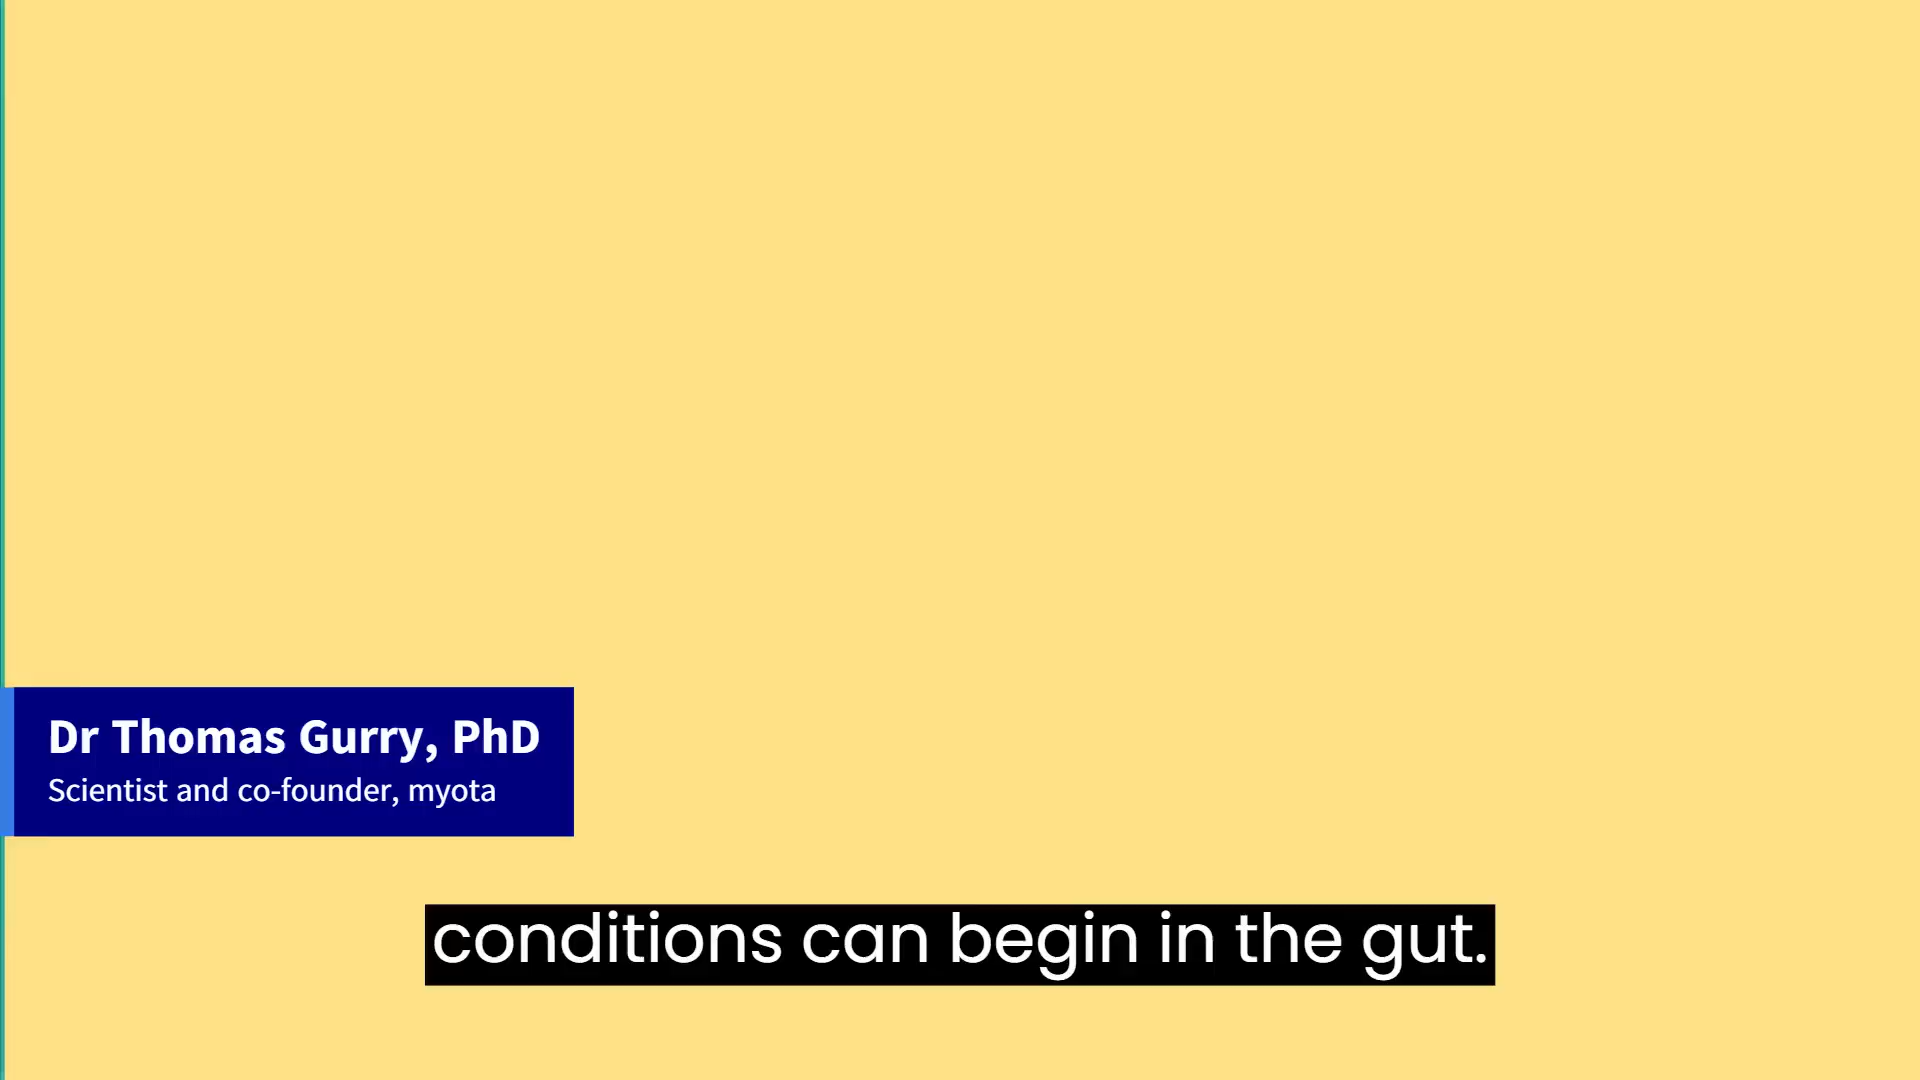 Dr Thomas Gurry, PhD
Scientist and co-founder, myota
conditions can begin in the gut.